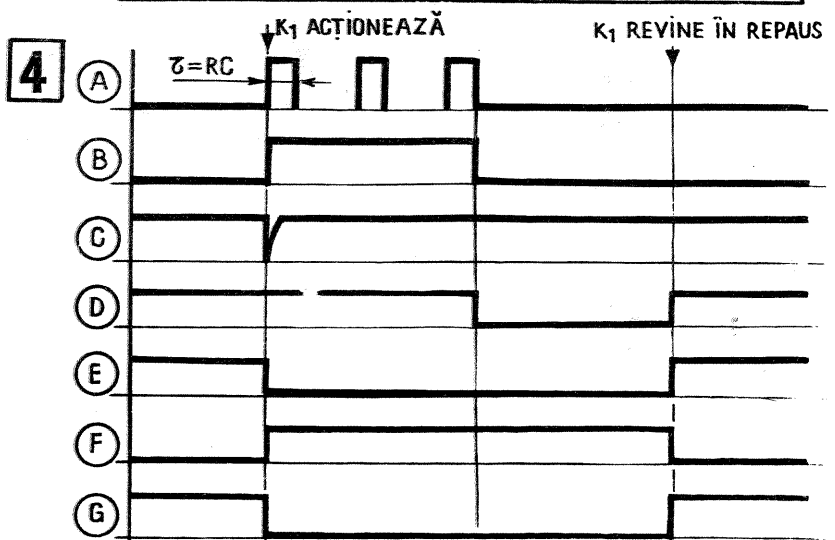 K₁ ACȚIONEAZĂ
K₁ REVINE ÎN REPAUS
4
τ=RC
A
B
C
D
E
F
G